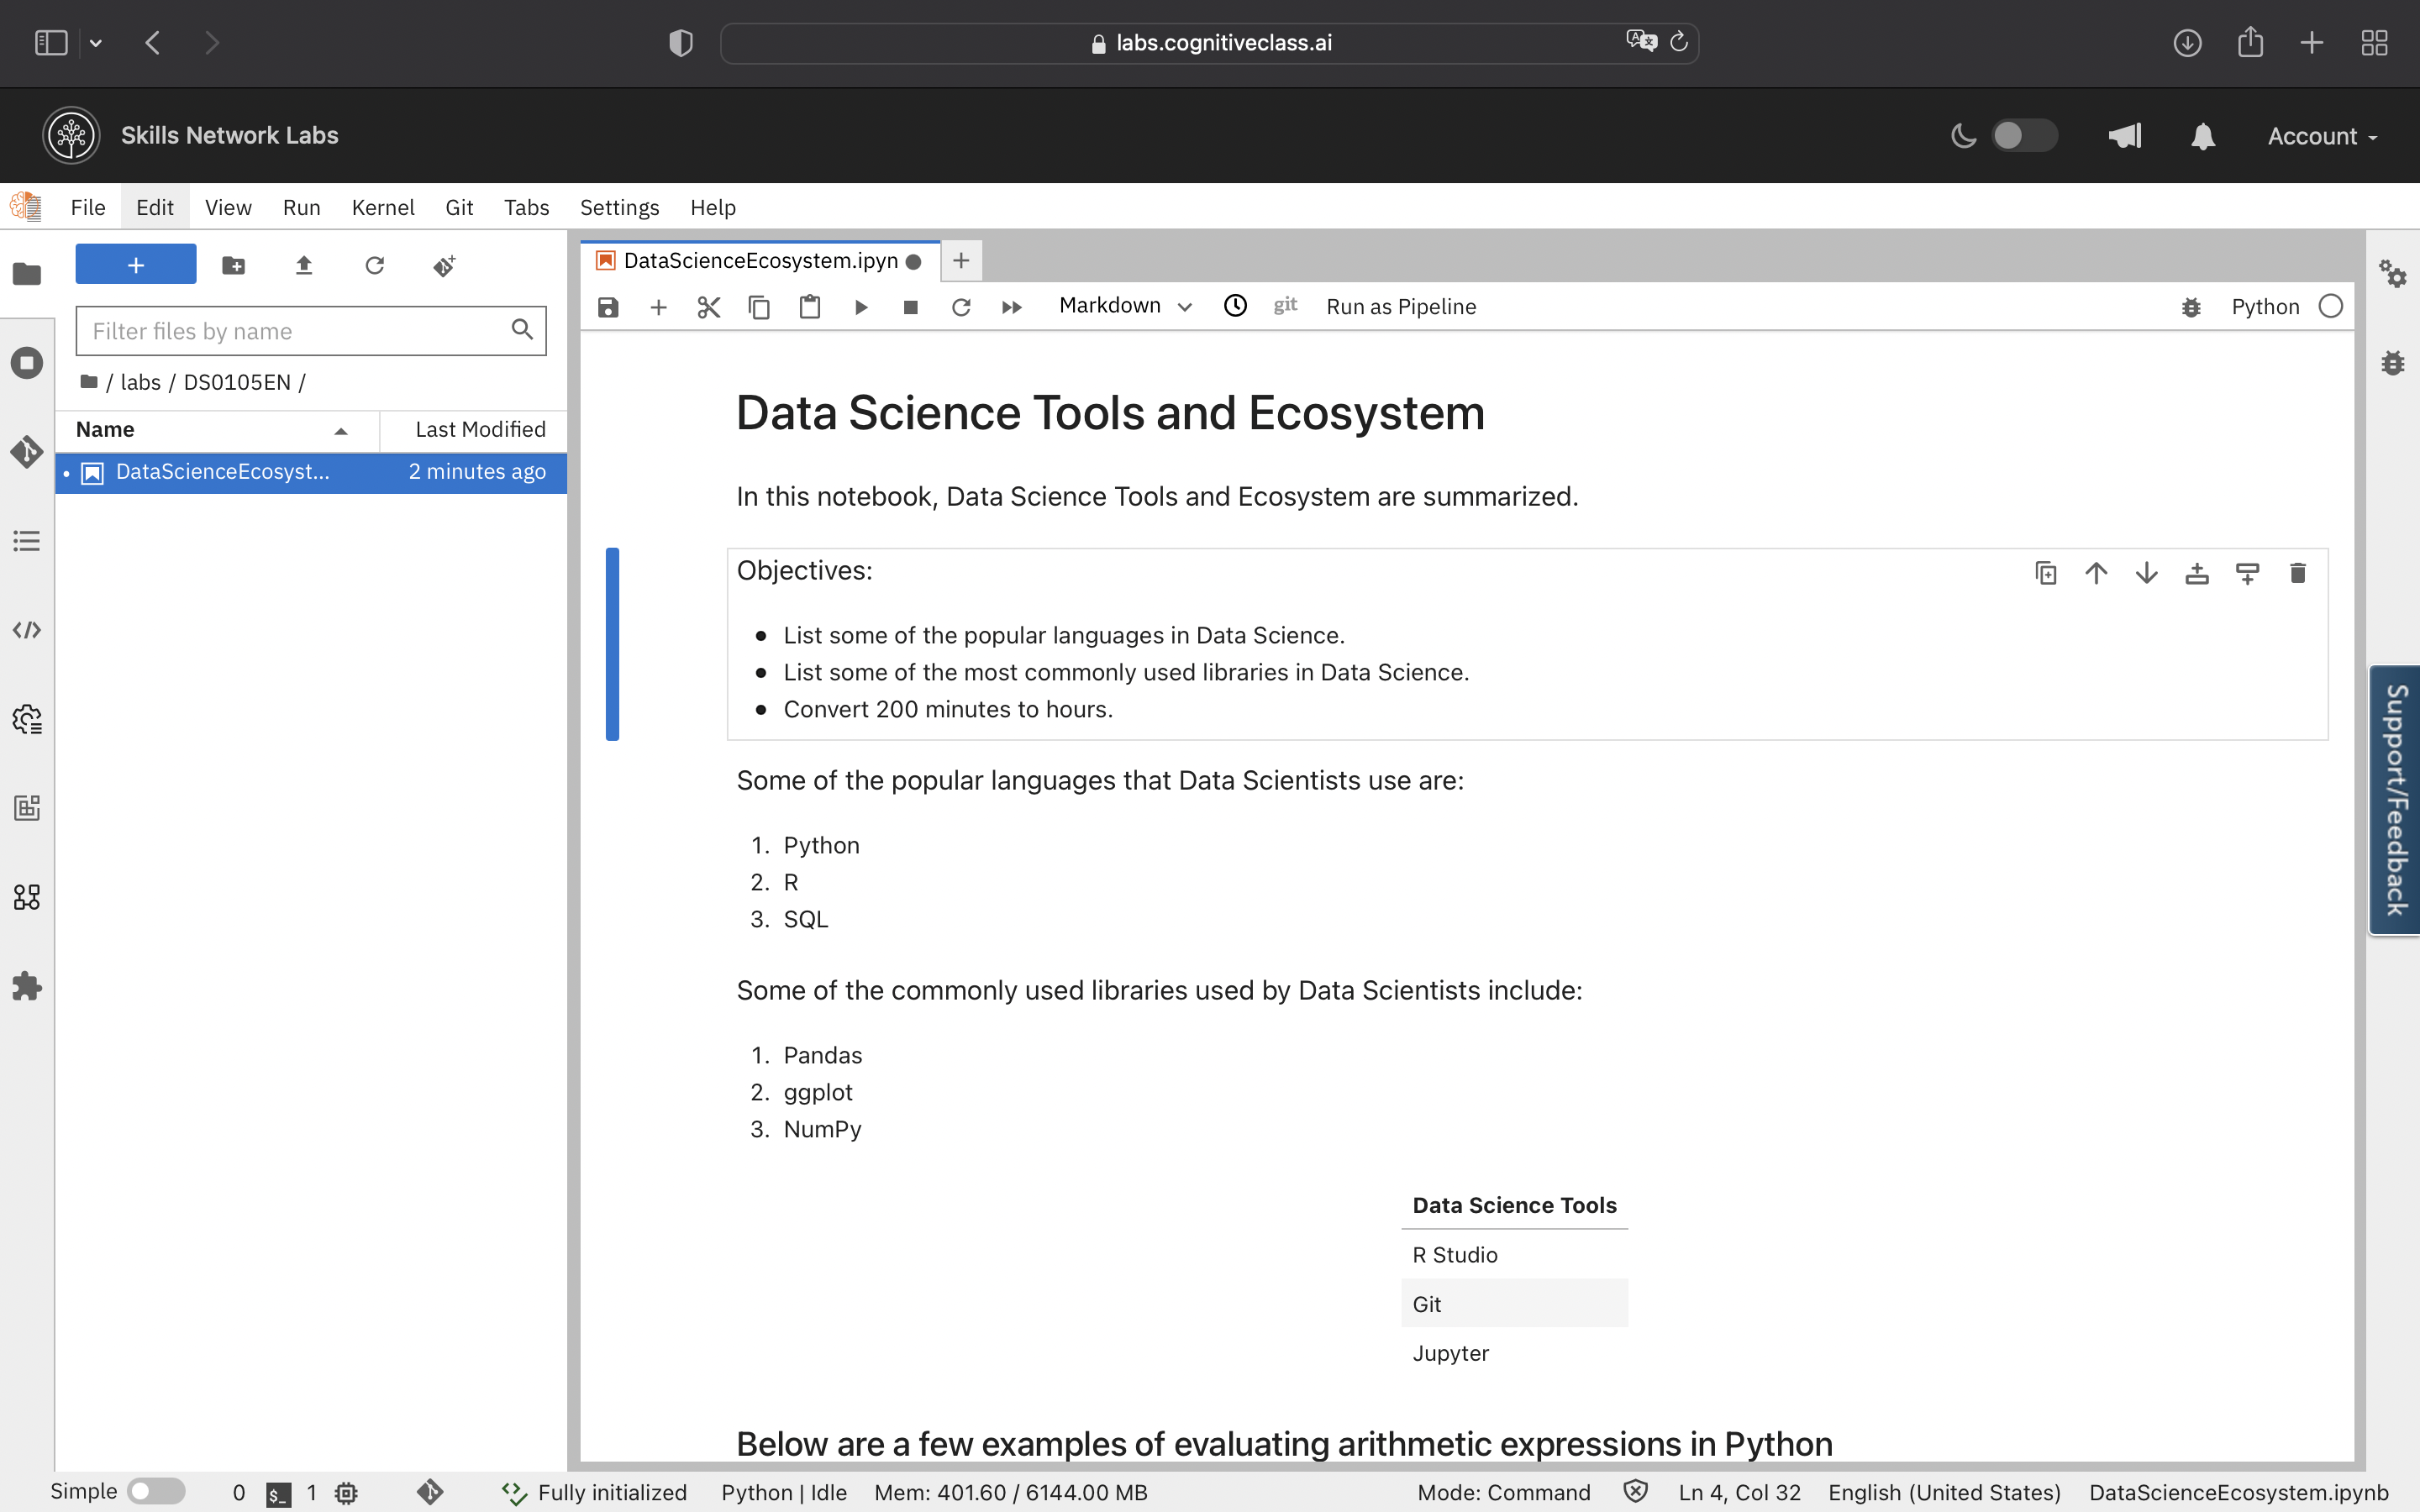 labs.cognitiveclass.ai
Skills Network Labs
Account
File Edit View Run Kernel Git Tabs Settings Help
DataScienceEcosystem.ipyn
Markdown
git
Run as Pipeline
Python
Filter files by name
/ labs / DS0105EN /
Name Last Modified
DataScienceEcosyst... 2 minutes ago
Data Science Tools and Ecosystem
In this notebook, Data Science Tools and Ecosystem are summarized.
Objectives:
• List some of the popular languages in Data Science.
• List some of the most commonly used libraries in Data Science.
• Convert 200 minutes to hours.
Some of the popular languages that Data Scientists use are:
1. Python
2. R
3. SQL
Some of the commonly used libraries used by Data Scientists include:
1. Pandas
2. ggplot
3. NumPy
Data Science Tools
R Studio
Git
Jupyter
Below are a few examples of evaluating arithmetic expressions in Python
Support/Feedback
Simple 0 $_ 1 Fully initialized Python | Idle Mem: 401.60 / 6144.00 MB Mode: Command Ln 4, Col 32 English (United States) DataScienceEcosystem.ipynb